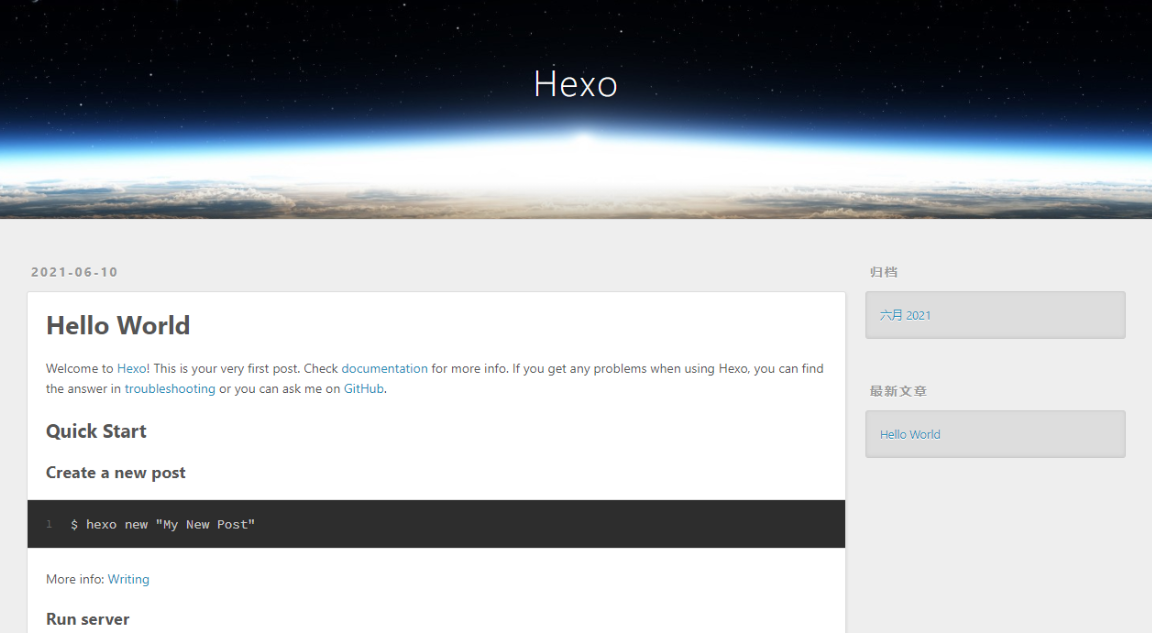 Hexo
2021-06-10
Hello World
Welcome to Hexo! This is your very first post. Check documentation for more info. If you get any problems when using Hexo, you can find
the answer in troubleshooting or you can ask me on GitHub.
Quick Start
Create a new post
1 $ hexo new "My New Post"
More info: Writing
Run server
归档
六月 2021
最新文章
Hello World